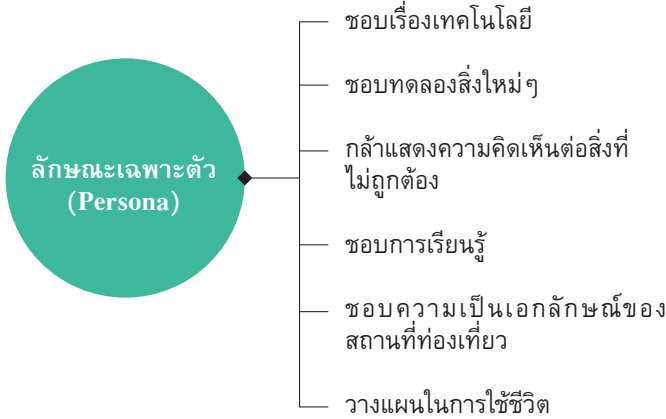 ลักษณะเฉพาะตัว
(Persona)
ชอบเรื่องเทคโนโลยี
ชอบทดลองสิ่งใหม่ๆ
กล้าแสดงความคิดเห็นต่อสิ่งที่
ไม่ถูกต้อง
ชอบการเรียนรู้
ชอบความเป็นเอกลักษณ์ของ
สถานที่ท่องเที่ยว
วางแผนในการใช้ชีวิต